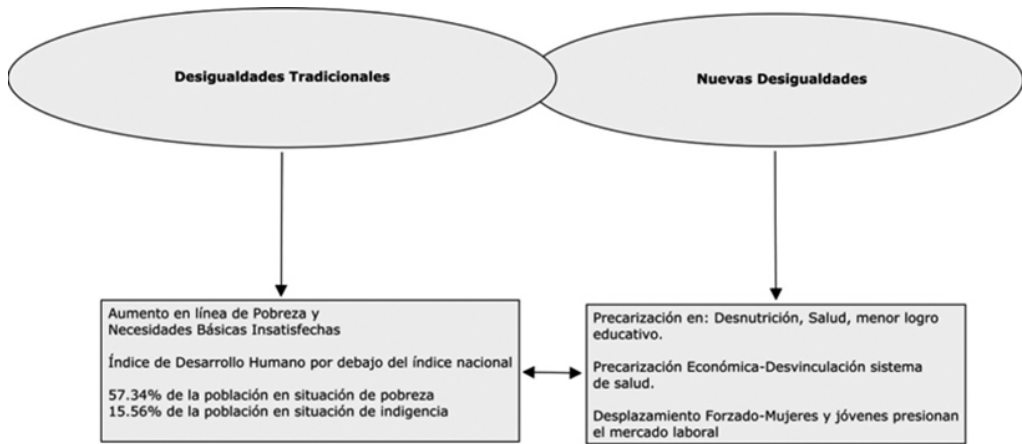 Desigualdades Tradicionales
Nuevas Desigualdades
Aumento en línea de Pobreza y
Necesidades Básicas Insatisfechas
Índice de Desarrollo Humano por debajo del índice nacional
57.34% de la población en situación de pobreza
15.56% de la población en situación de indigencia
Precarización en: Desnutrición, Salud, menor logro
educativo.
Precarización Económica-Desvinculación sistema
de salud.
Desplazamiento Forzado-Mujeres y jóvenes presionan
el mercado laboral